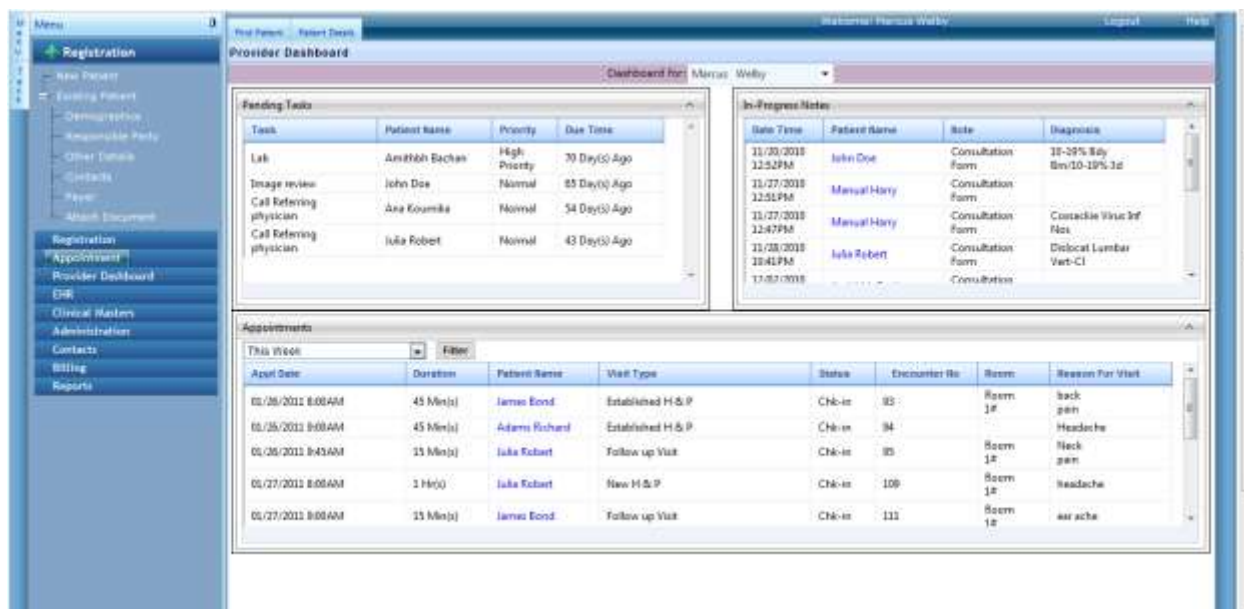 Menu
Find Patient Patient Details
Welcome! Marcus Welby Logout Help
Registration
New Patient
Existing Patient
Demographics
Responsible Party
Other Details
Contacts
Payer
Attach Document
Registration
Appointment
Provider Dashboard
EHR
Clinical Masters
Administration
Contacts
Billing
Reports
Provider Dashboard
Dashboard for: Marcus Welby
Pending Tasks
Task Patient Name Priority Due Time
Lab Amithbh Bachan High Priority 70 Day(s) Ago
Image review John Doe Normal 65 Day(s) Ago
Call Referring physician Ana Kournika Normal 54 Day(s) Ago
Call Referring physician Julia Robert Normal 43 Day(s) Ago
In-Progress Notes
Date Time Patient Name Note Diagnosis
11/20/2010 12:52PM John Doe Consultation Form 10-19% Bdy Brn/10-19% 3d
11/27/2010 12:51PM Manual Harry Consultation Form
11/27/2010 12:47PM Manual Harry Consultation Form Coxsackie Virus Inf Nos
11/28/2010 10:41PM Julia Robert Consultation Form Dislocat Lumbar Vert-Cl
Consultation
Appointments
This Week Filter
Appt Date Duration Patient Name Visit Type Status Encounter No Room Reason For Visit
01/26/2011 8:00AM 45 Min(s) James Bond Established H & P Chk-in 93 Room 1# back pain
01/26/2011 9:00AM 45 Min(s) Adams Richard Established H & P Chk-in 94 Headache
01/26/2011 9:45AM 15 Min(s) Julia Robert Follow up Visit Chk-in 95 Room 1# Neck pain
01/27/2011 8:00AM 1 Hr(s) Julia Robert New H & P Chk-in 109 Room 1# headache
01/27/2011 9:00AM 15 Min(s) James Bond Follow up Visit Chk-in 111 Room 1# ear ache